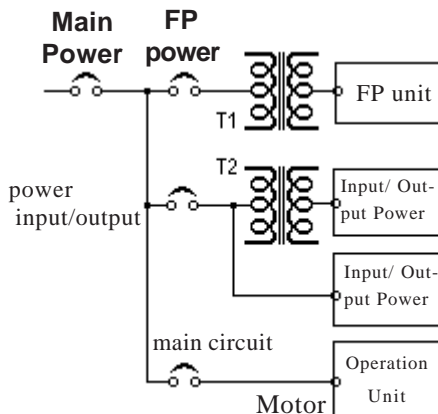 Main
Power
FP
power
T1
FP unit
T2
power
input/output
Input/ Out-
put Power
Input/ Out-
put Power
main circuit
Motor
Operation
Unit